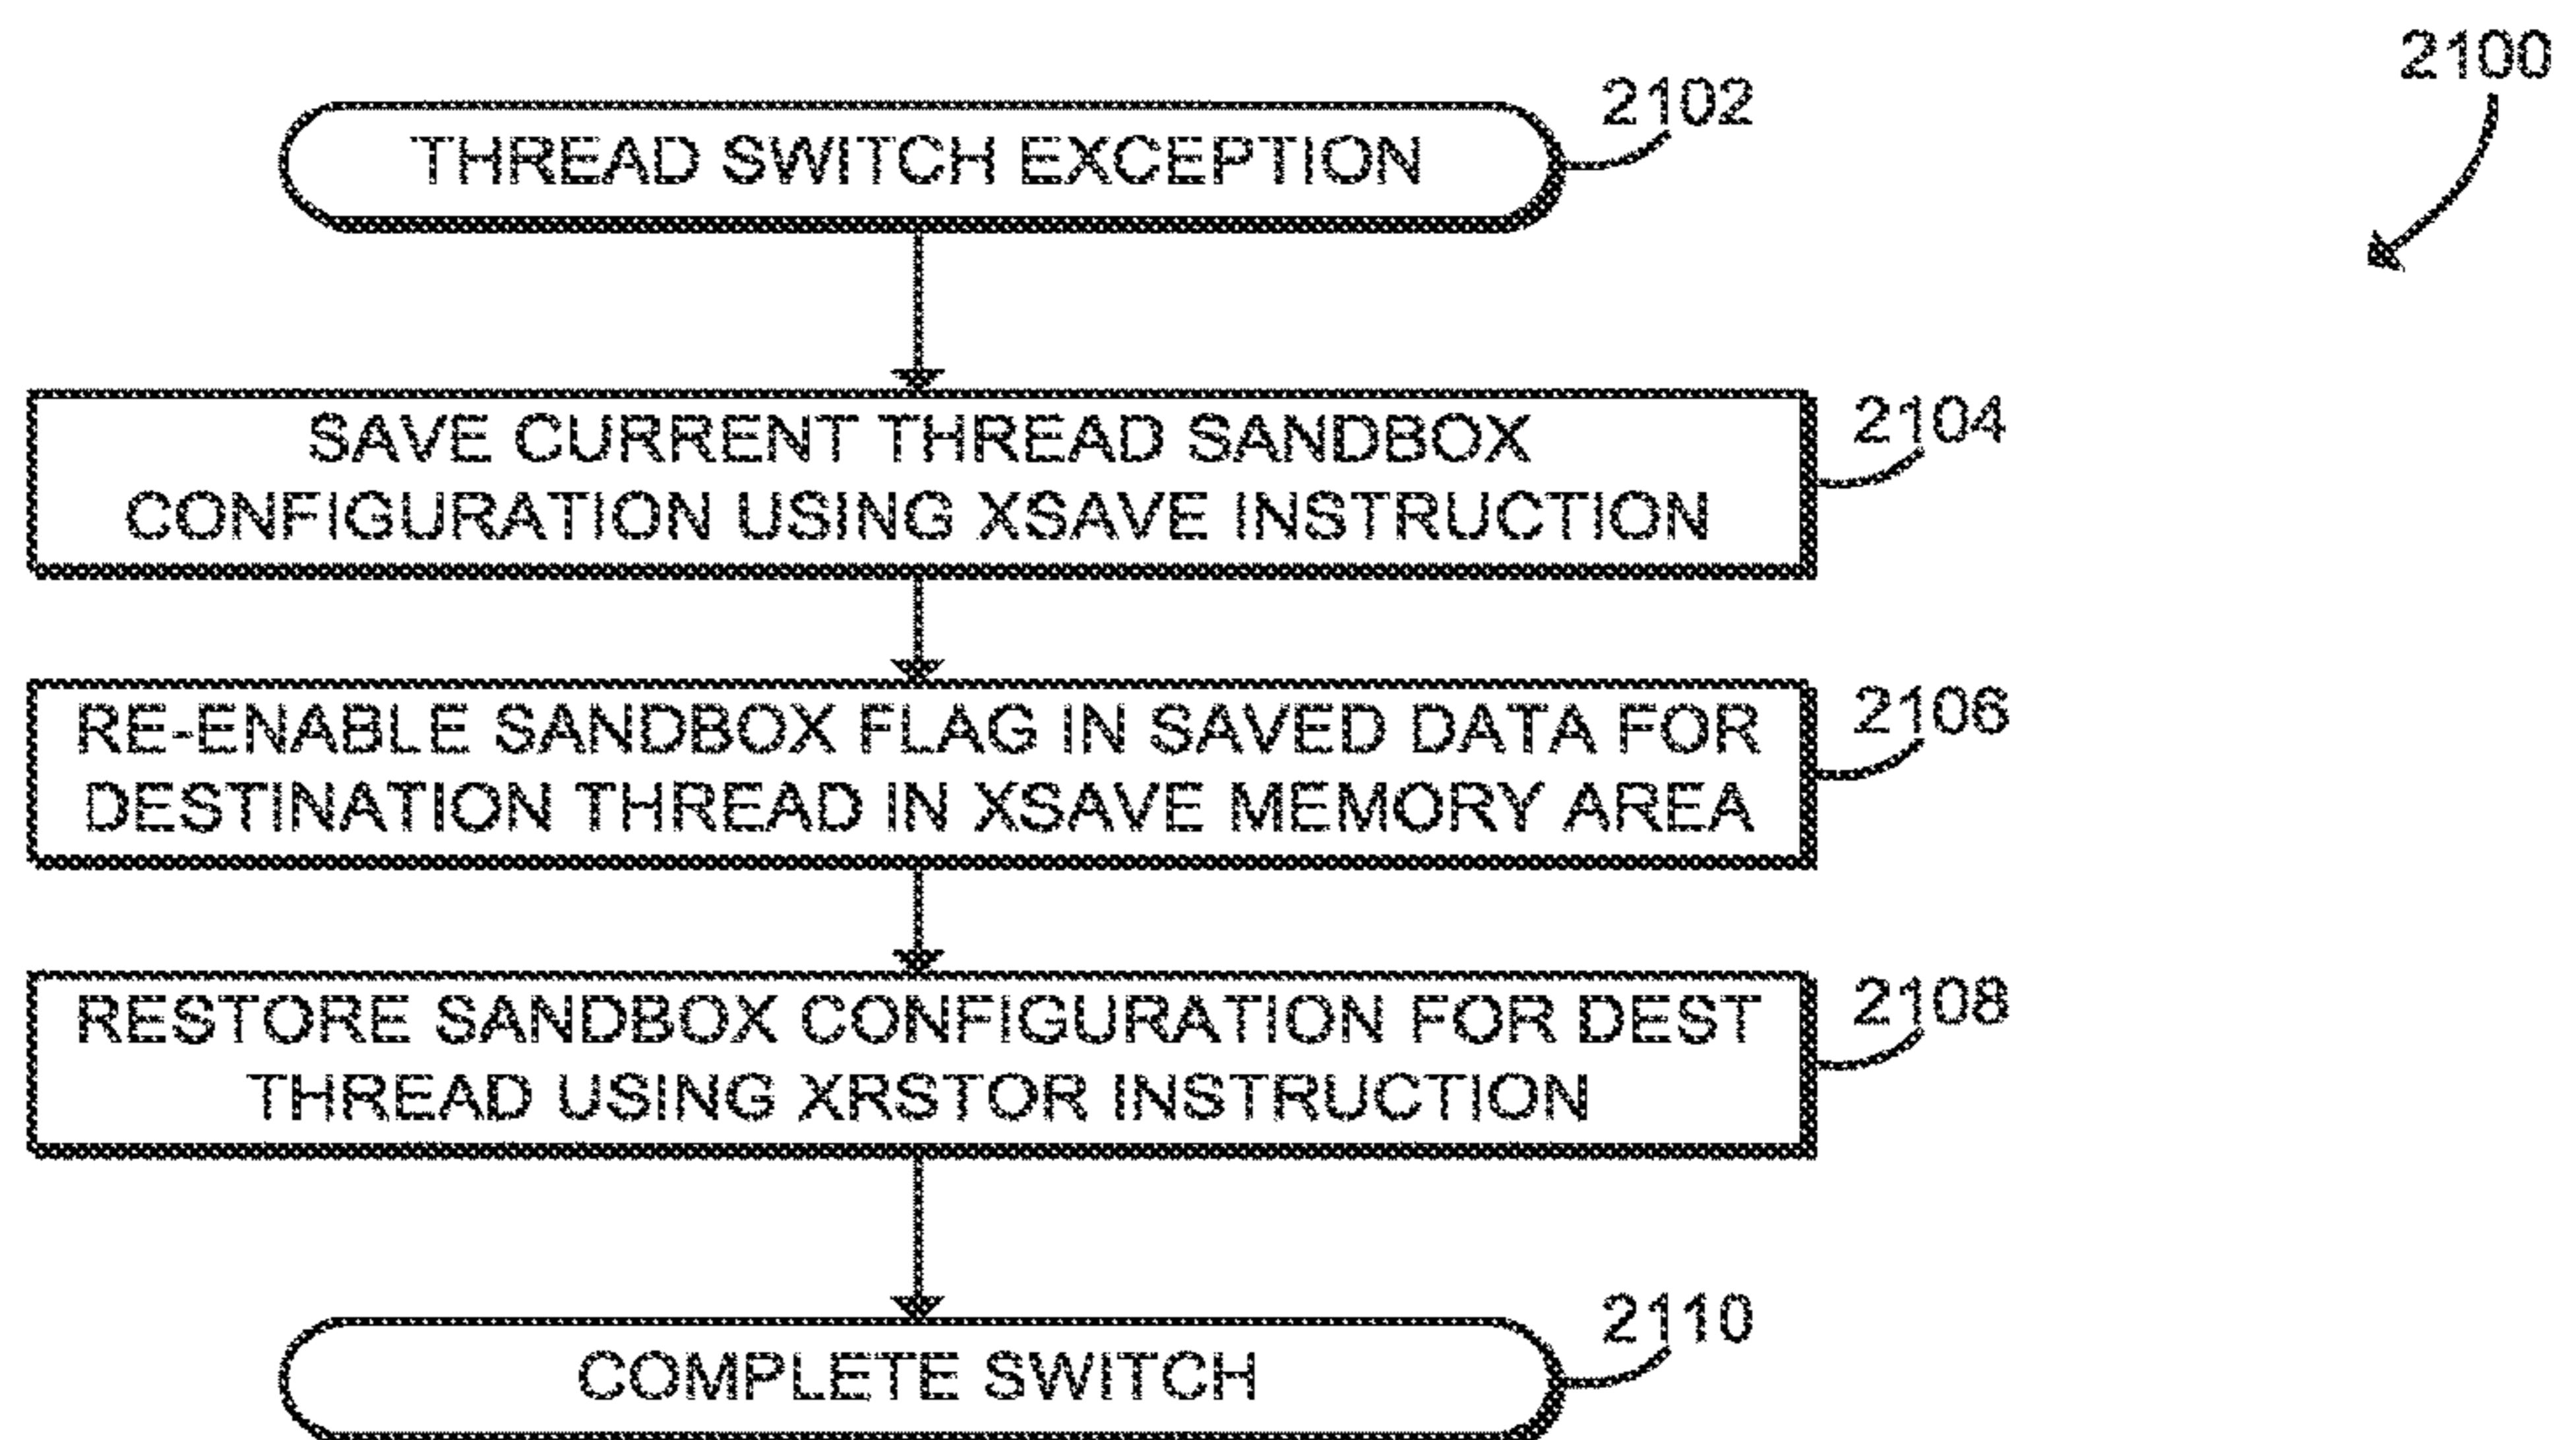 2100
THREAD SWITCH EXCEPTION
2102
SAVE CURRENT THREAD SANDBOX
CONFIGURATION USING XSAVE INSTRUCTION
2104
RE-ENABLE SANDBOX FLAG IN SAVED DATA FOR
DESTINATION THREAD IN XSAVE MEMORY AREA
2106
RESTORE SANDBOX CONFIGURATION FOR DEST
THREAD USING XRSTOR INSTRUCTION
2108
COMPLETE SWITCH
2110